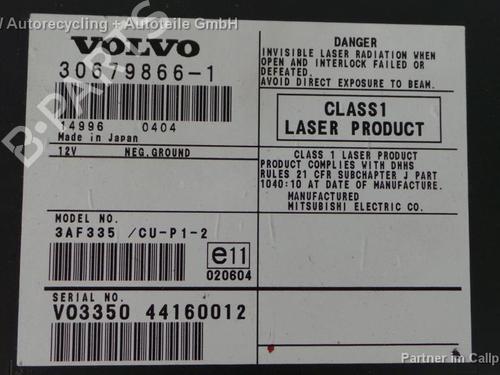 / Autorecycling / Autoteile GmbH
VOLVO
30679866-1
14996 0404
Made in Japan
12V NEG.GROUND
MODEL NO.
3AF335 /CU-P1-2
e11
020604
SERIAL NO.
VO3350 44160012
DANGER
INVISIBLE LASER RADIATION WHEN
OPEN AND INTERLOCK FAILED OR
DEFEATED.
AVOID DIRECT EXPOSURE TO BEAM.
CLASS1
LASER PRODUCT
CLASS 1 LASER PRODUCT
PRODUCT COMPLIES WITH DHHS
RULES 21 CFR SUBCHAPTER J PART
1040:10 AT DATE OF MANUFACTURE.
MANUFACTURED
MITSUBISHI ELECTRIC CO.
B-PARTS
Partner im Callp